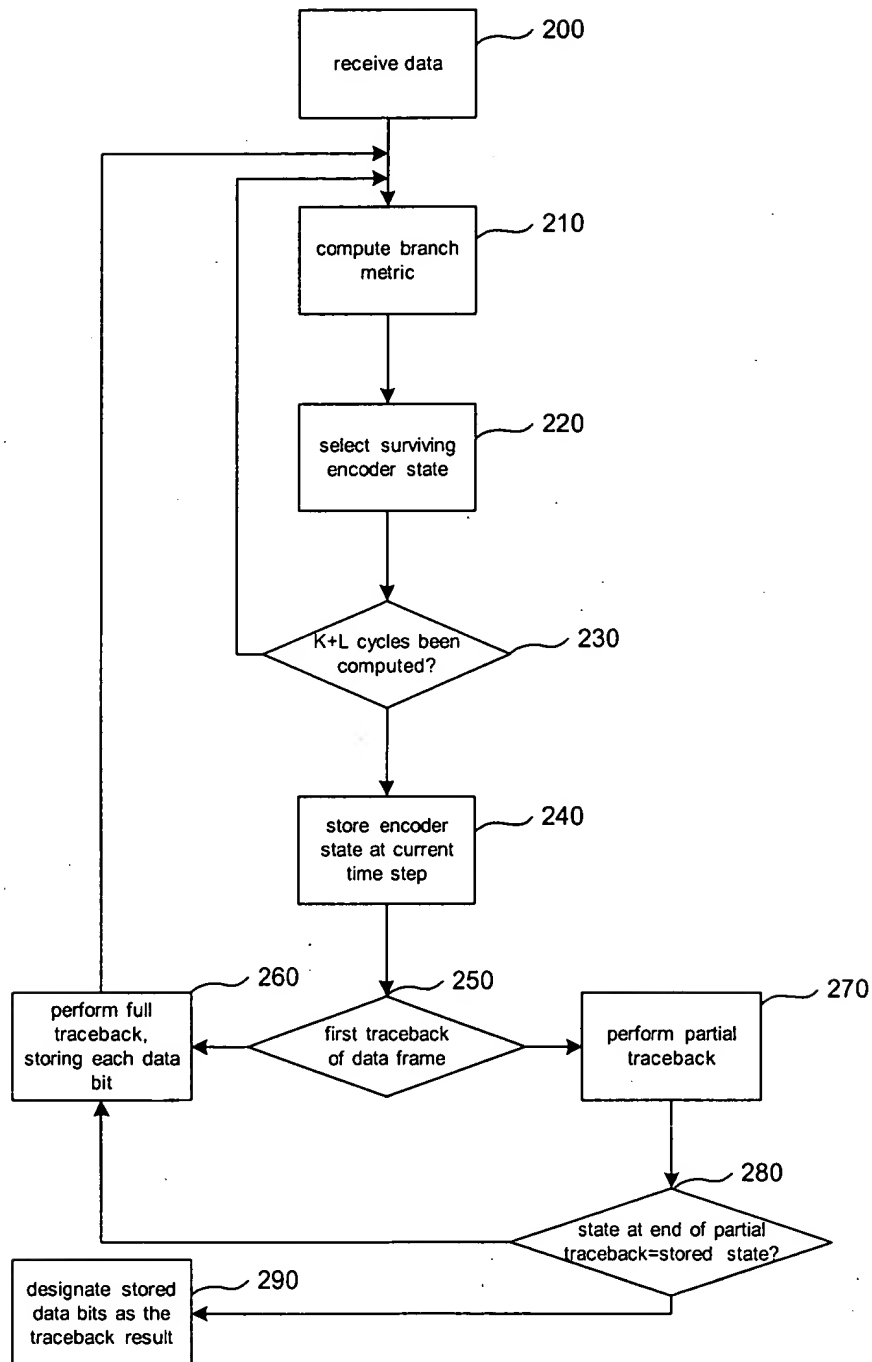 200
receive data
210
compute branch
metric
220
select surviving
encoder state
230
K+L cycles been
computed?
240
store encoder
state at current
time step
250
first traceback
of data frame
260
perform full
traceback,
storing each data
bit
270
perform partial
traceback
280
state at end of partial
traceback=stored state?
290
designate stored
data bits as the
traceback result